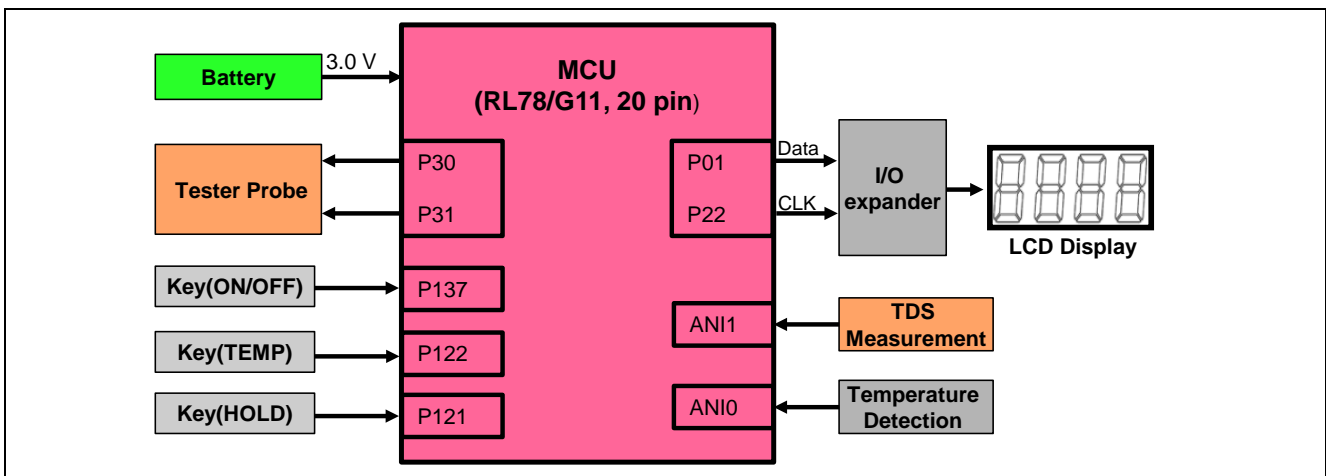 Battery
3.0 V
MCU
(RL78/G11, 20 pin)
Tester Probe
P30
P31
P01
P22
Data
CLK
I/O
expander
LCD Display
Key(ON/OFF)
P137
Key(TEMP)
P122
Key(HOLD)
P121
ANI1
TDS
Measurement
ANI0
Temperature
Detection